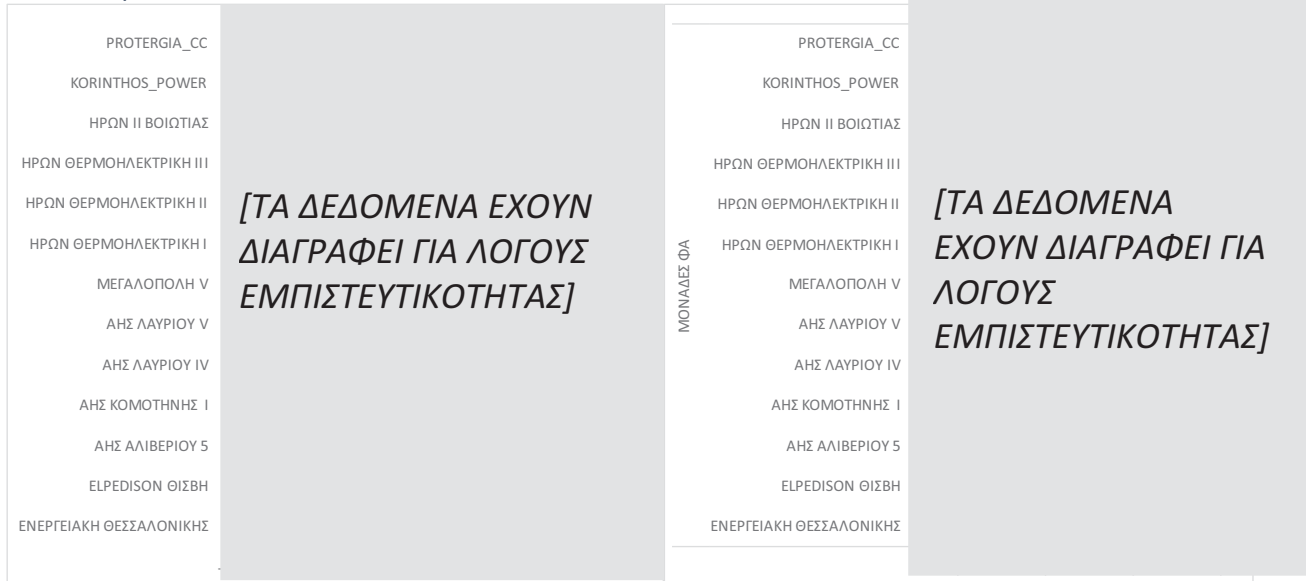 PROTERGIA_CC
KORINTHOS_POWER
ΗΡΩΝ ΙΙ ΒΟΙΩΤΙΑΣ
ΗΡΩΝ ΘΕΡΜΟΗΛΕΚΤΡΙΚΗ ΙΙΙ
ΗΡΩΝ ΘΕΡΜΟΗΛΕΚΤΡΙΚΗ ΙΙ
ΗΡΩΝ ΘΕΡΜΟΗΛΕΚΤΡΙΚΗ Ι
ΜΕΓΑΛΟΠΟΛΗ V
ΑΗΣ ΛΑΥΡΙΟΥ V
ΑΗΣ ΛΑΥΡΙΟΥ IV
ΑΗΣ ΚΟΜΟΤΗΝΗΣ Ι
ΑΗΣ ΑΛΙΒΕΡΙΟΥ 5
ELPEDISON ΘΙΣΒΗ
ΕΝΕΡΓΕΙΑΚΗ ΘΕΣΣΑΛΟΝΙΚΗΣ
[ΤΑ ΔΕΔΟΜΕΝΑ ΕΧΟΥΝ
ΔΙΑΓΡΑΦΕΙ ΓΙΑ ΛΟΓΟΥΣ
ΕΜΠΙΣΤΕΥΤΙΚΟΤΗΤΑΣ]
ΜΟΝΑΔΕΣ ΦΑ
PROTERGIA_CC
KORINTHOS_POWER
ΗΡΩΝ ΙΙ ΒΟΙΩΤΙΑΣ
ΗΡΩΝ ΘΕΡΜΟΗΛΕΚΤΡΙΚΗ ΙΙΙ
ΗΡΩΝ ΘΕΡΜΟΗΛΕΚΤΡΙΚΗ ΙΙ
ΗΡΩΝ ΘΕΡΜΟΗΛΕΚΤΡΙΚΗ Ι
ΜΕΓΑΛΟΠΟΛΗ V
ΑΗΣ ΛΑΥΡΙΟΥ V
ΑΗΣ ΛΑΥΡΙΟΥ IV
ΑΗΣ ΚΟΜΟΤΗΝΗΣ Ι
ΑΗΣ ΑΛΙΒΕΡΙΟΥ 5
ELPEDISON ΘΙΣΒΗ
ΕΝΕΡΓΕΙΑΚΗ ΘΕΣΣΑΛΟΝΙΚΗΣ
[ΤΑ ΔΕΔΟΜΕΝΑ
ΕΧΟΥΝ ΔΙΑΓΡΑΦΕΙ ΓΙΑ
ΛΟΓΟΥΣ
ΕΜΠΙΣΤΕΥΤΙΚΟΤΗΤΑΣ]